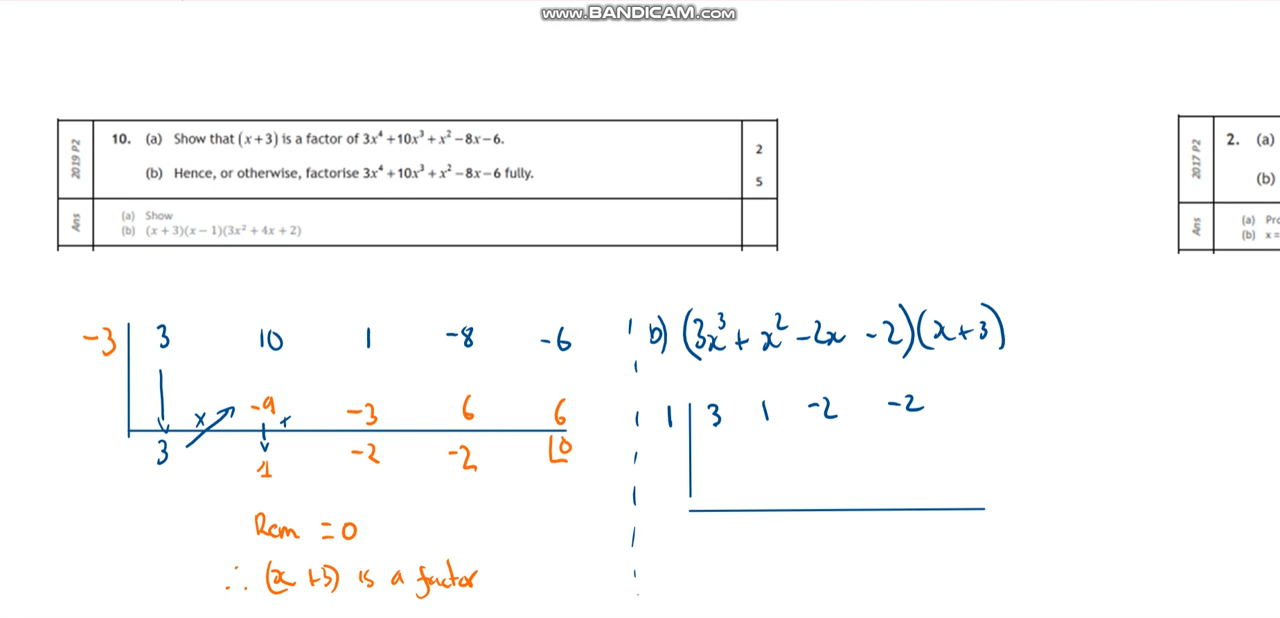 www.BANDICAM.com
2019 P2
10. (a) Show that (x+3) is a factor of 3x⁴ +10x³ + x² −8x−6.
2
(b) Hence, or otherwise, factorise 3x⁴ +10x³ + x² −8x−6 fully.
5
Ans
(a) Show
(b) (x + 3)(x − 1)(3x² + 4x + 2)
2017 P2
2. (a)
(b)
Ans
(a) Pro
(b) x =
-3 3 10 1 -8 -6
-9 -3 6 6
x +
3 1 -2 -2 0
Rem = 0
∴ (x +3) is a factor
b) (3x³ + x² - 2x - 2)(x + 3)
1 3 1 -2 -2